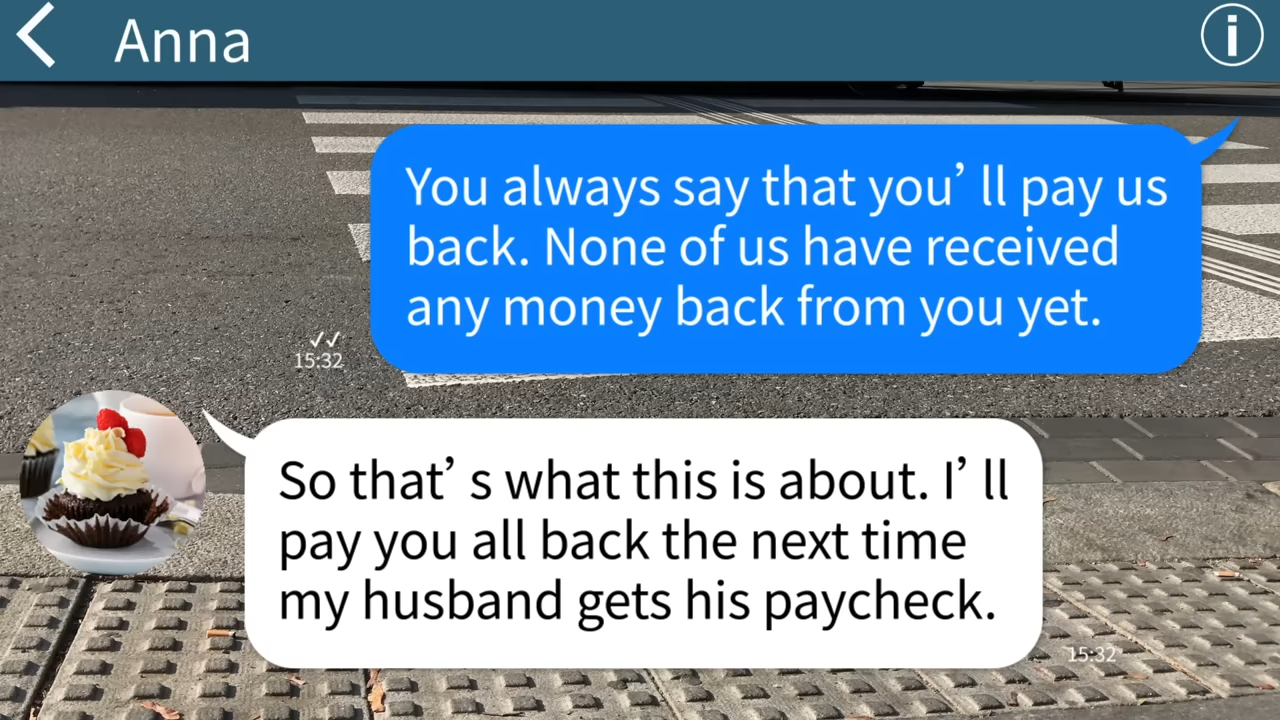 Anna
You always say that you’ ll pay us
back. None of us have received
any money back from you yet.
15:32
So that’ s what this is about. I’ ll
pay you all back the next time
my husband gets his paycheck.
15:32